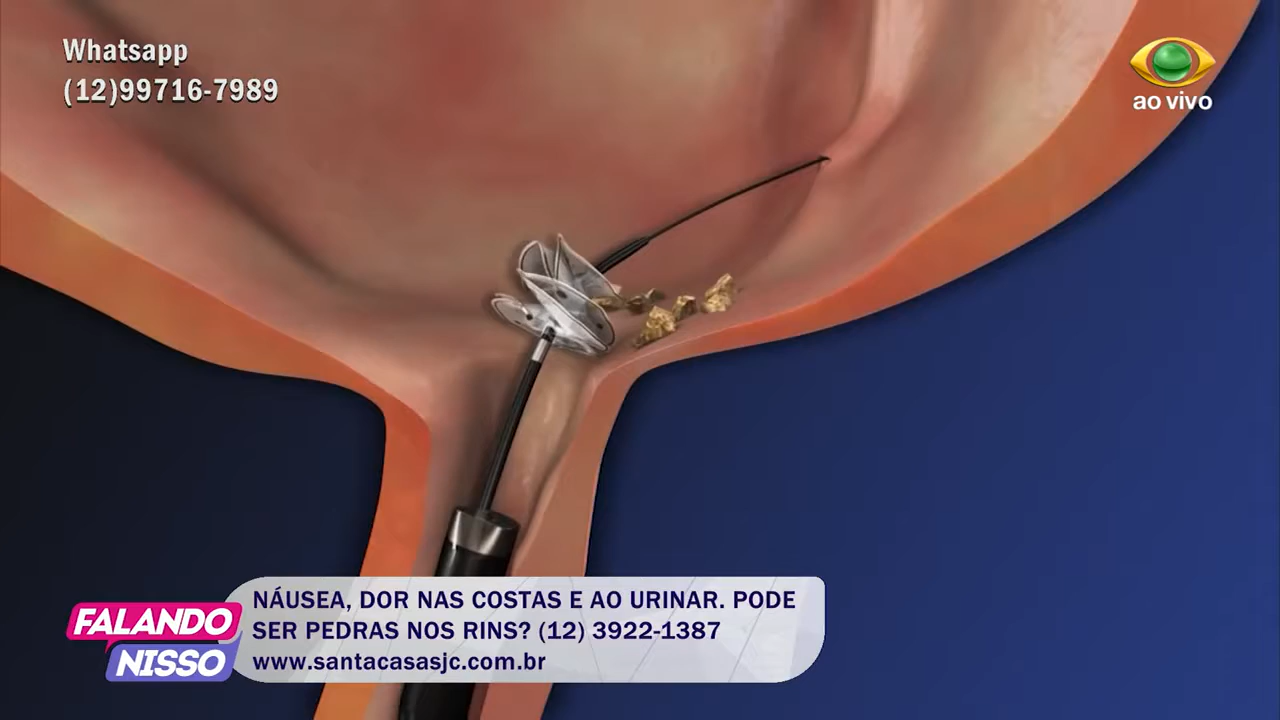 Whatsapp
(12)99716-7989
ao vivo
FALANDO
NISSO
NÁUSEA, DOR NAS COSTAS E AO URINAR. PODE
SER PEDRAS NOS RINS? (12) 3922-1387
www.santacasasjc.com.br